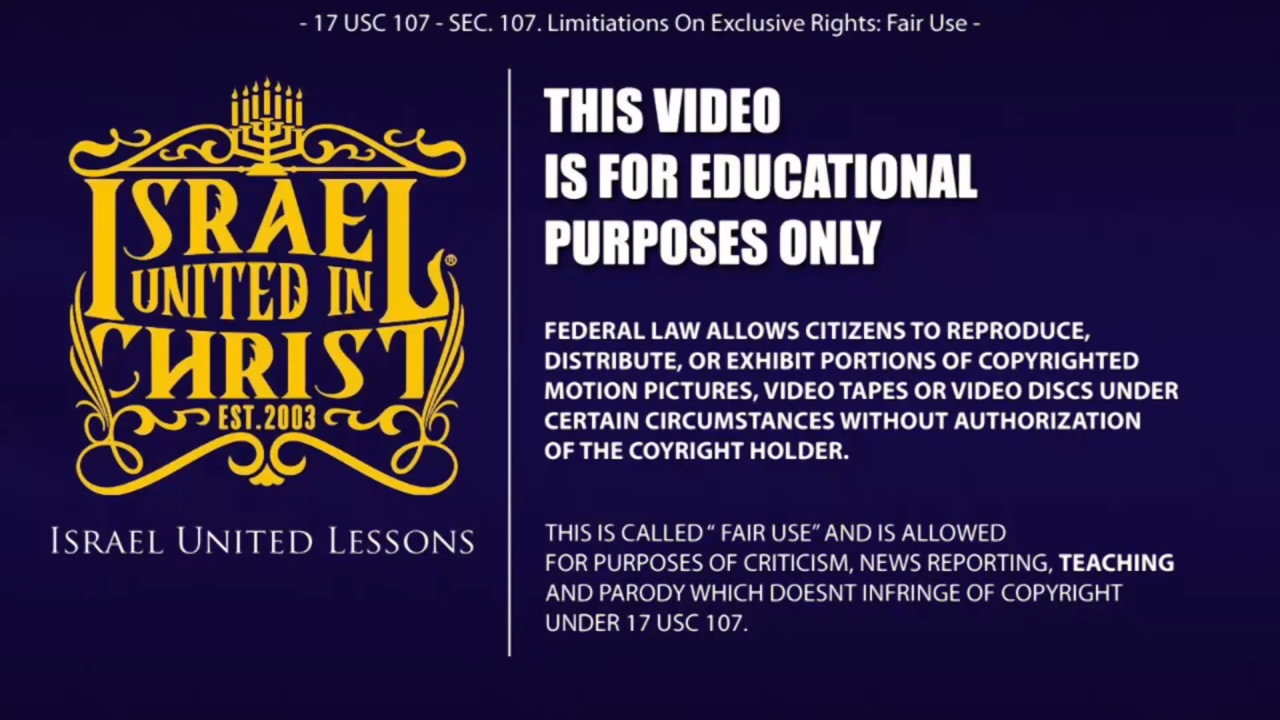 - 17 USC 107 - SEC. 107. Limitiations On Exclusive Rights: Fair Use -
ISRAEL
UNITED IN
CHRIST
EST.2003
ISRAEL UNITED LESSONS
THIS VIDEO
IS FOR EDUCATIONAL
PURPOSES ONLY
FEDERAL LAW ALLOWS CITIZENS TO REPRODUCE,
DISTRIBUTE, OR EXHIBIT PORTIONS OF COPYRIGHTED
MOTION PICTURES, VIDEO TAPES OR VIDEO DISCS UNDER
CERTAIN CIRCUMSTANCES WITHOUT AUTHORIZATION
OF THE COYRIGHT HOLDER.
THIS IS CALLED “ FAIR USE” AND IS ALLOWED
FOR PURPOSES OF CRITICISM, NEWS REPORTING, TEACHING
AND PARODY WHICH DOESNT INFRINGE OF COPYRIGHT
UNDER 17 USC 107.